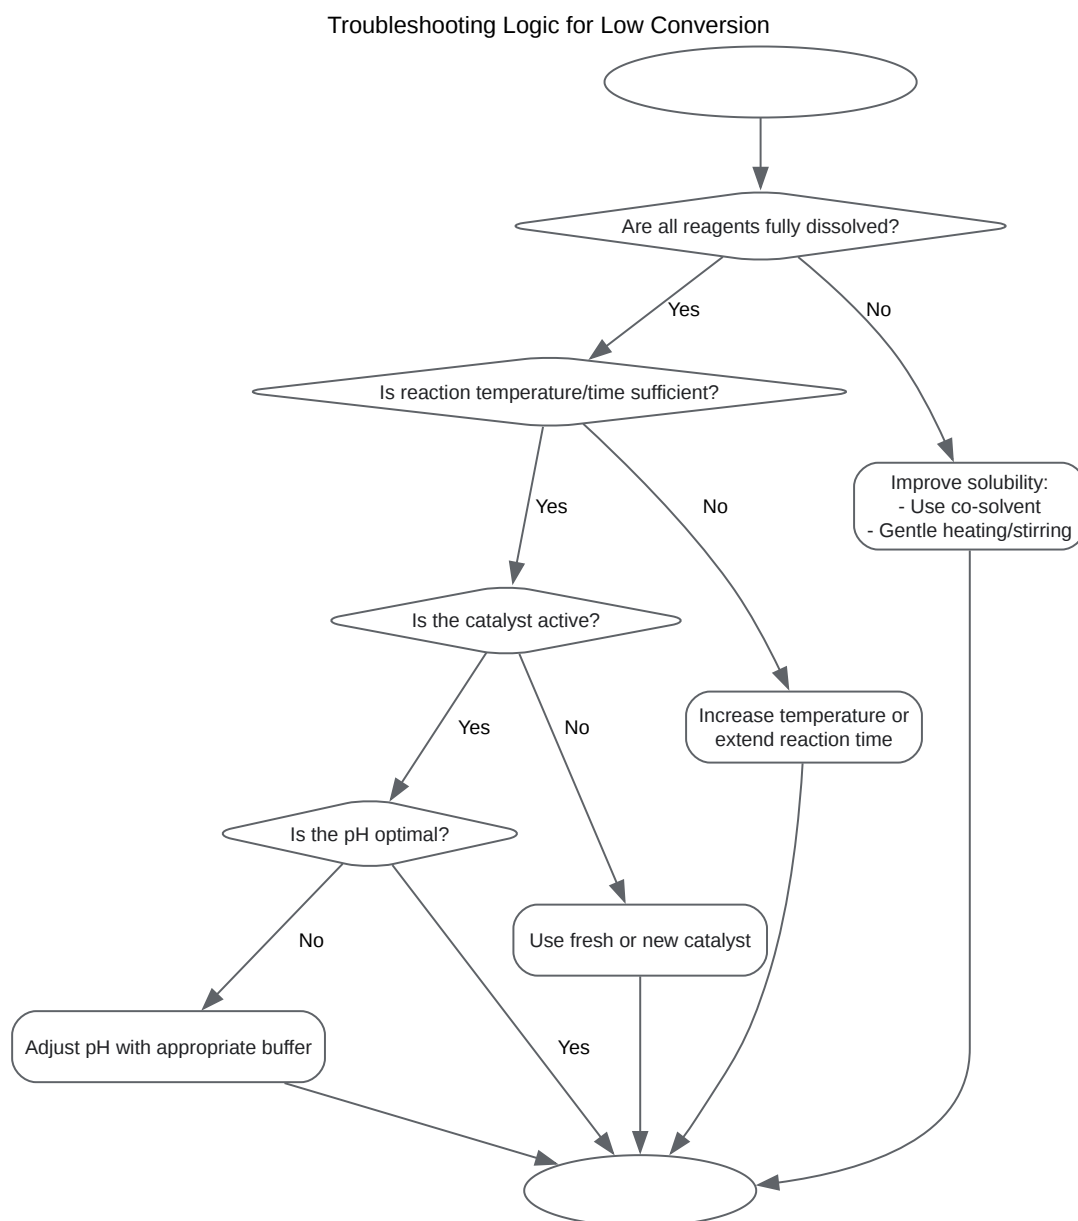 Troubleshooting Logic for Low Conversion
Are all reagents fully dissolved?
Yes
No
Is reaction temperature/time sufficient?
Improve solubility:
- Use co-solvent
- Gentle heating/stirring
Yes
No
Is the catalyst active?
Increase temperature or
extend reaction time
Yes
No
Is the pH optimal?
Use fresh or new catalyst
No
Adjust pH with appropriate buffer
Yes